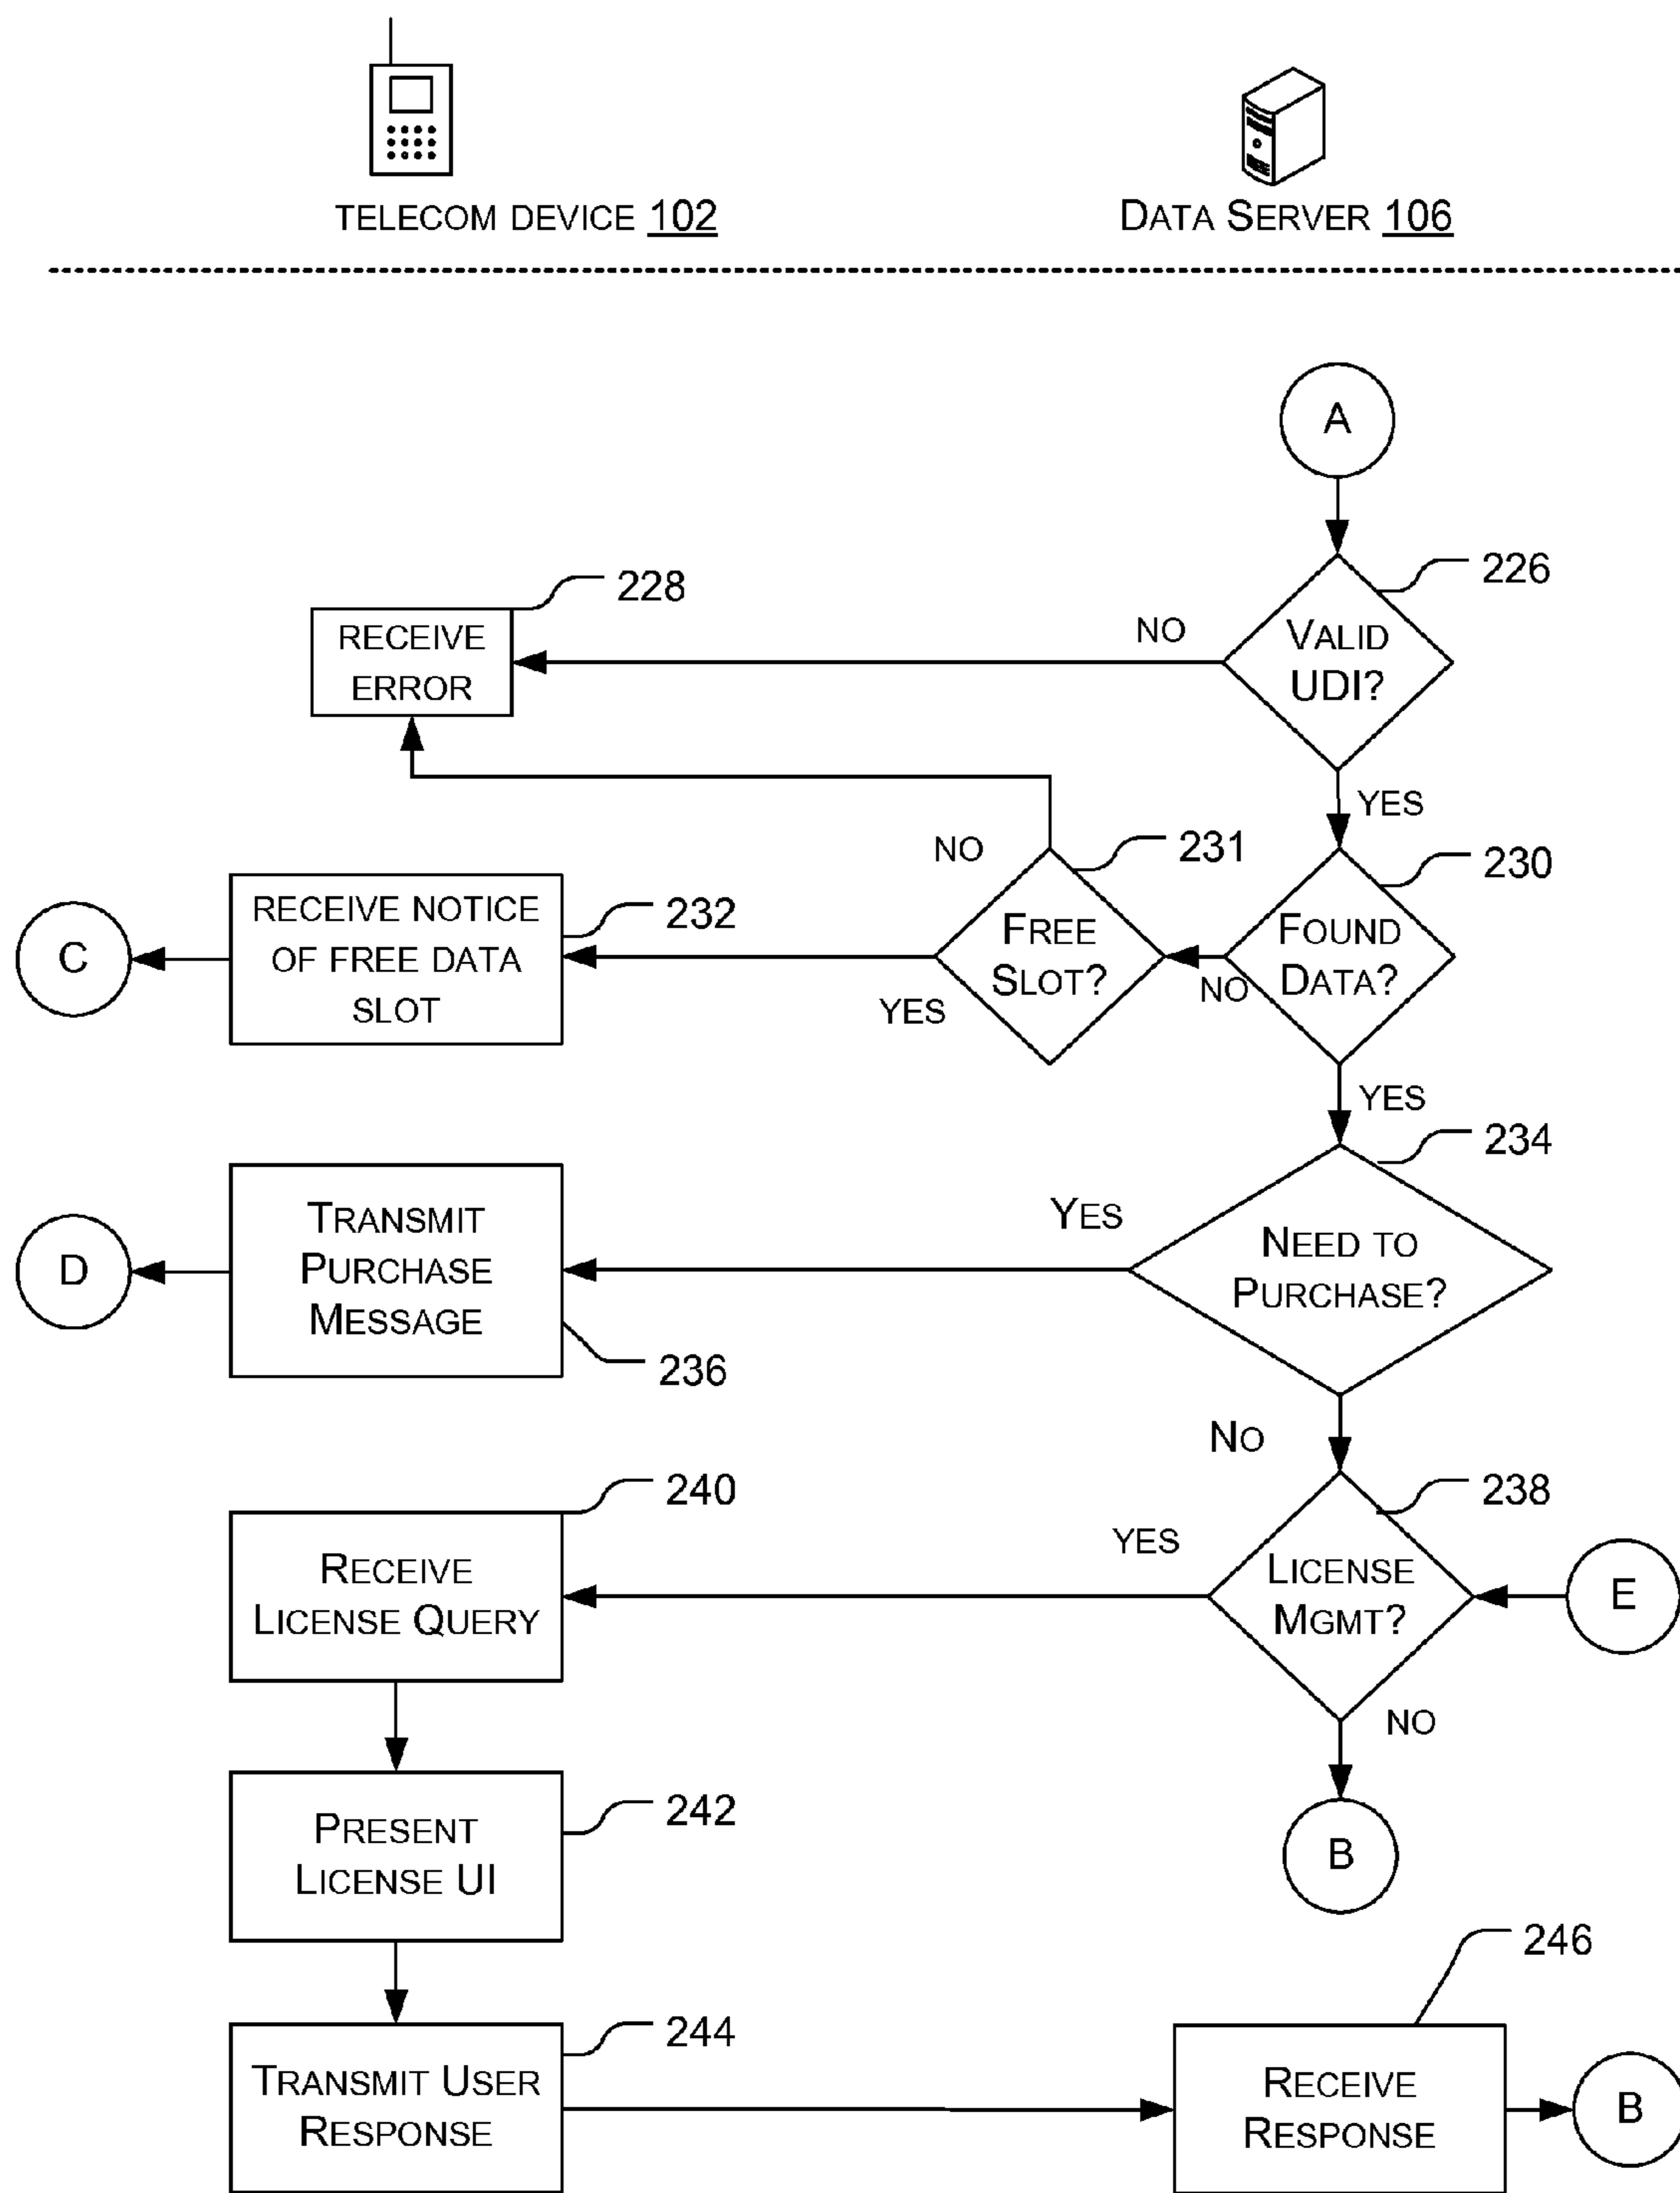 TELECOM DEVICE 102
DATA SERVER 106
A
226
VALID
UDI?
NO
228
RECEIVE
ERROR
YES
230
FOUND
DATA?
NO
231
FREE
SLOT?
NO
YES
232
RECEIVE NOTICE
OF FREE DATA
SLOT
C
YES
234
NEED TO
PURCHASE?
YES
TRANSMIT
PURCHASE
MESSAGE
236
D
NO
238
LICENSE
MGMT?
E
YES
240
RECEIVE
LICENSE QUERY
NO
B
242
PRESENT
LICENSE UI
244
TRANSMIT USER
RESPONSE
246
RECEIVE
RESPONSE
B